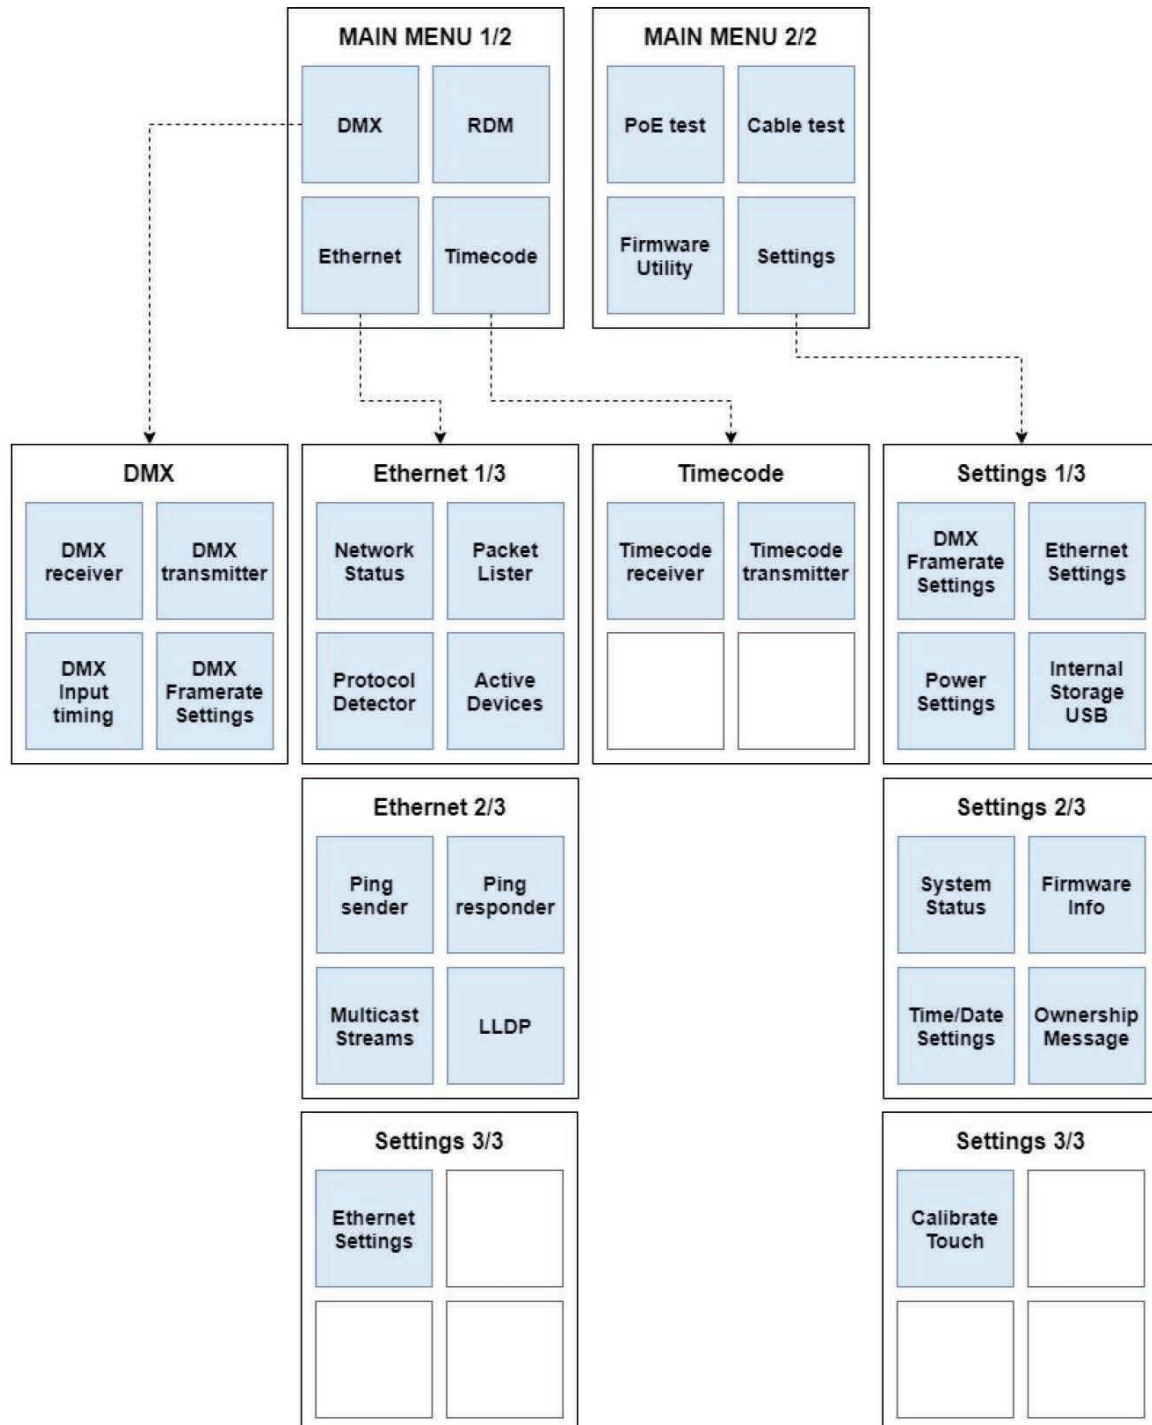 MAIN MENU 1/2
DMX
RDM
Ethernet
Timecode
MAIN MENU 2/2
PoE test
Cable test
Firmware
Utility
Settings
DMX
DMX
receiver
DMX
transmitter
DMX
Input
timing
DMX
Framerate
Settings
Ethernet 1/3
Network
Status
Packet
Lister
Protocol
Detector
Active
Devices
Timecode
Timecode
receiver
Timecode
transmitter
Settings 1/3
DMX
Framerate
Settings
Ethernet
Settings
Power
Settings
Internal
Storage
USB
Ethernet 2/3
Ping
sender
Ping
responder
Multicast
Streams
LLDP
Settings 2/3
System
Status
Firmware
Info
Time/Date
Settings
Ownership
Message
Settings 3/3
Ethernet
Settings
Settings 3/3
Calibrate
Touch